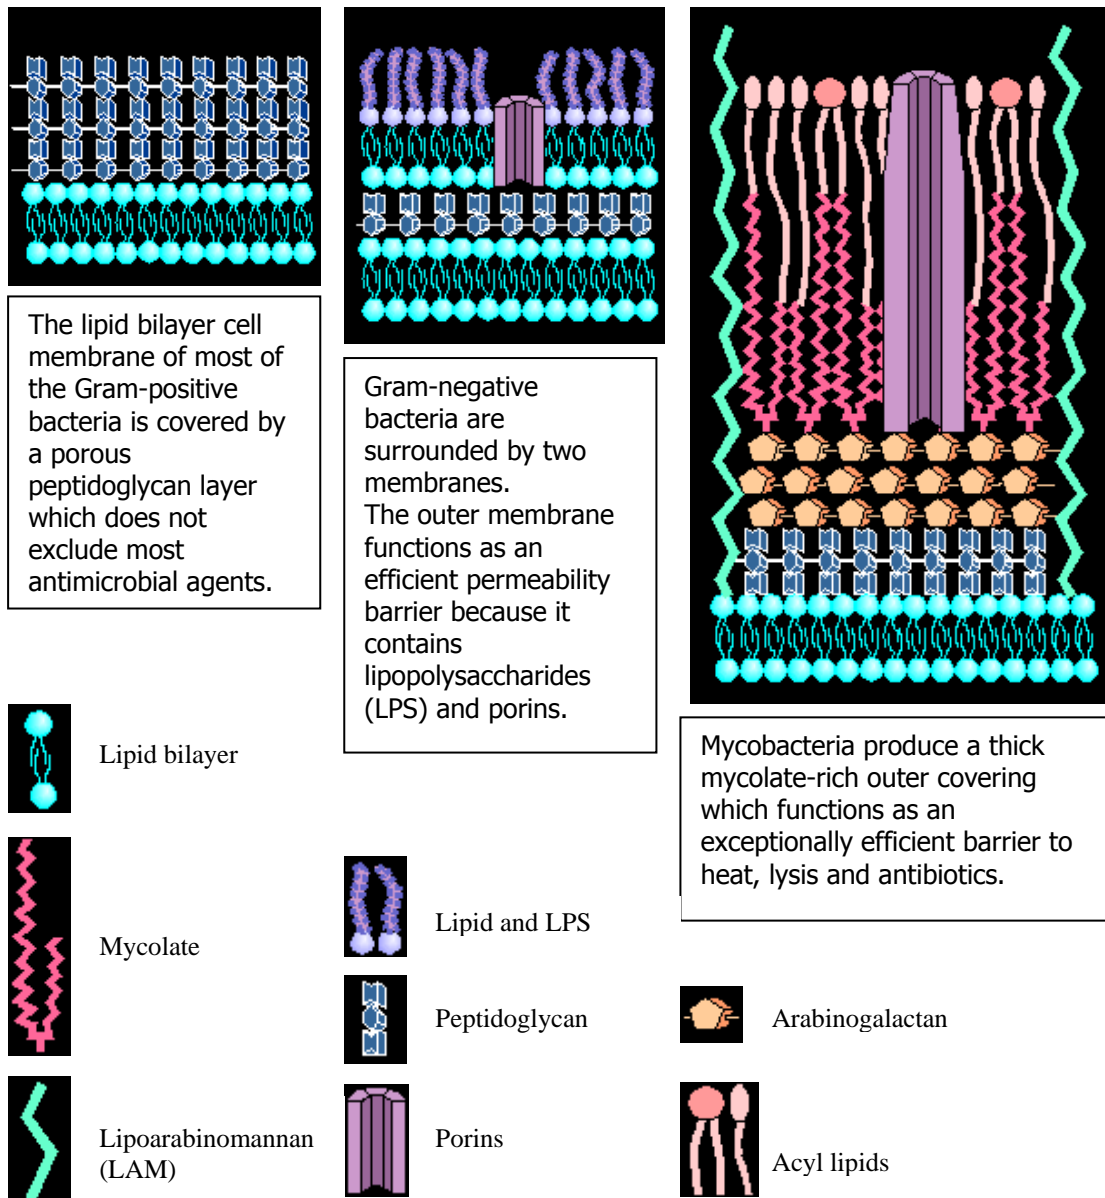 The lipid bilayer cell
membrane of most of
the Gram-positive
bacteria is covered by
a porous
peptidoglycan layer
which does not
exclude most
antimicrobial agents.
Gram-negative
bacteria are
surrounded by two
membranes.
The outer membrane
functions as an
efficient permeability
barrier because it
contains
lipopolysaccharides
(LPS) and porins.
Mycobacteria produce a thick
mycolate-rich outer covering
which functions as an
exceptionally efficient barrier to
heat, lysis and antibiotics.
Lipid bilayer
Mycolate
Lipoarabinomannan
(LAM)
Lipid and LPS
Peptidoglycan
Porins
Arabinogalactan
Acyl lipids